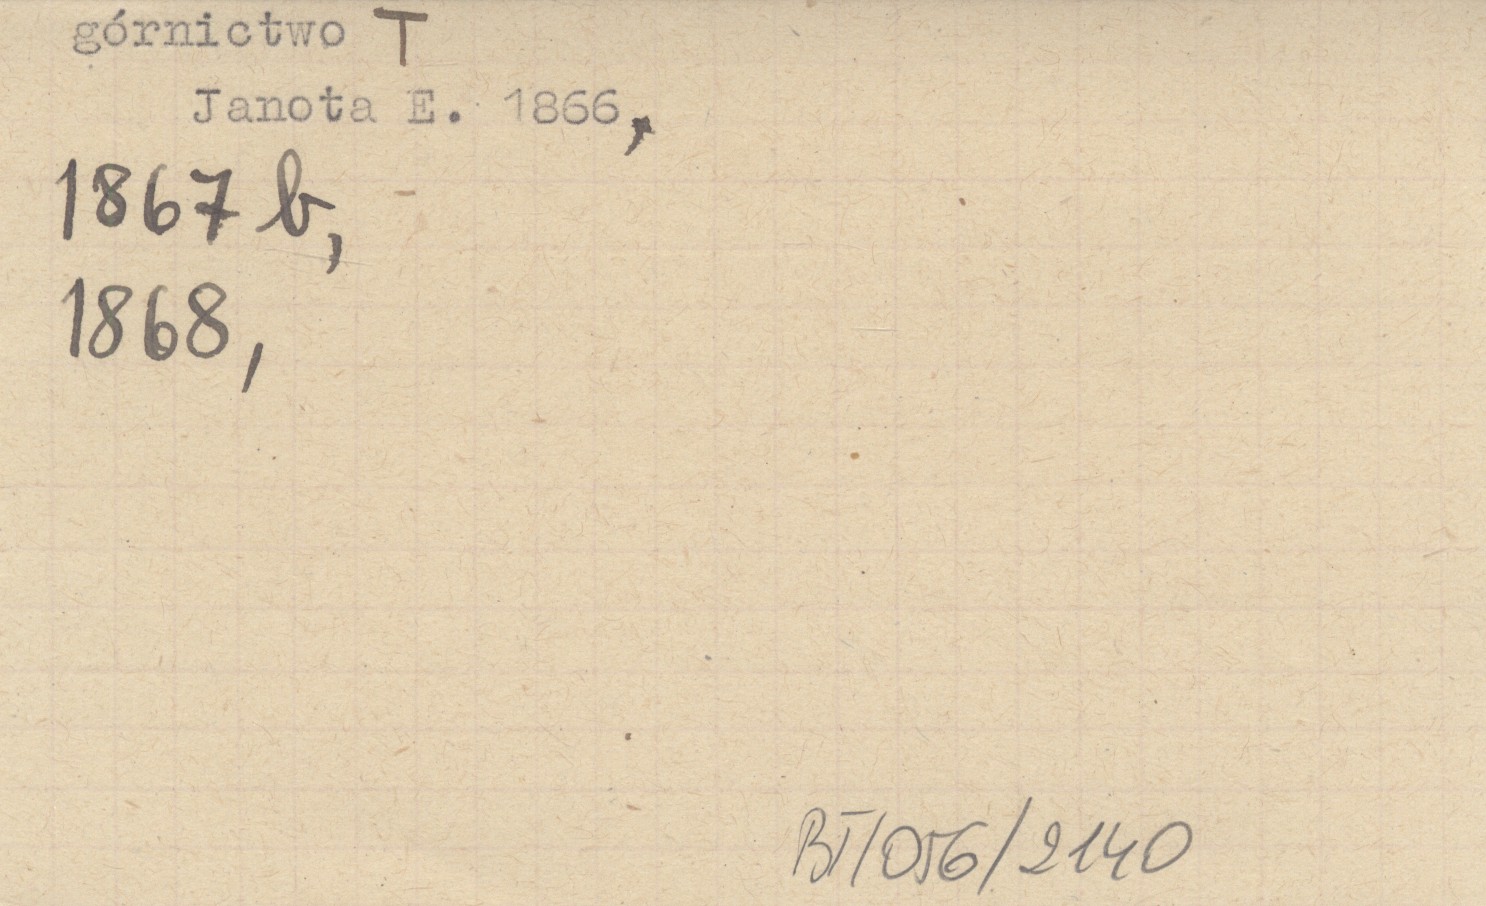 górnictwo T
Janota E. 1866,
1867 b,
1868,
BT/056/2140